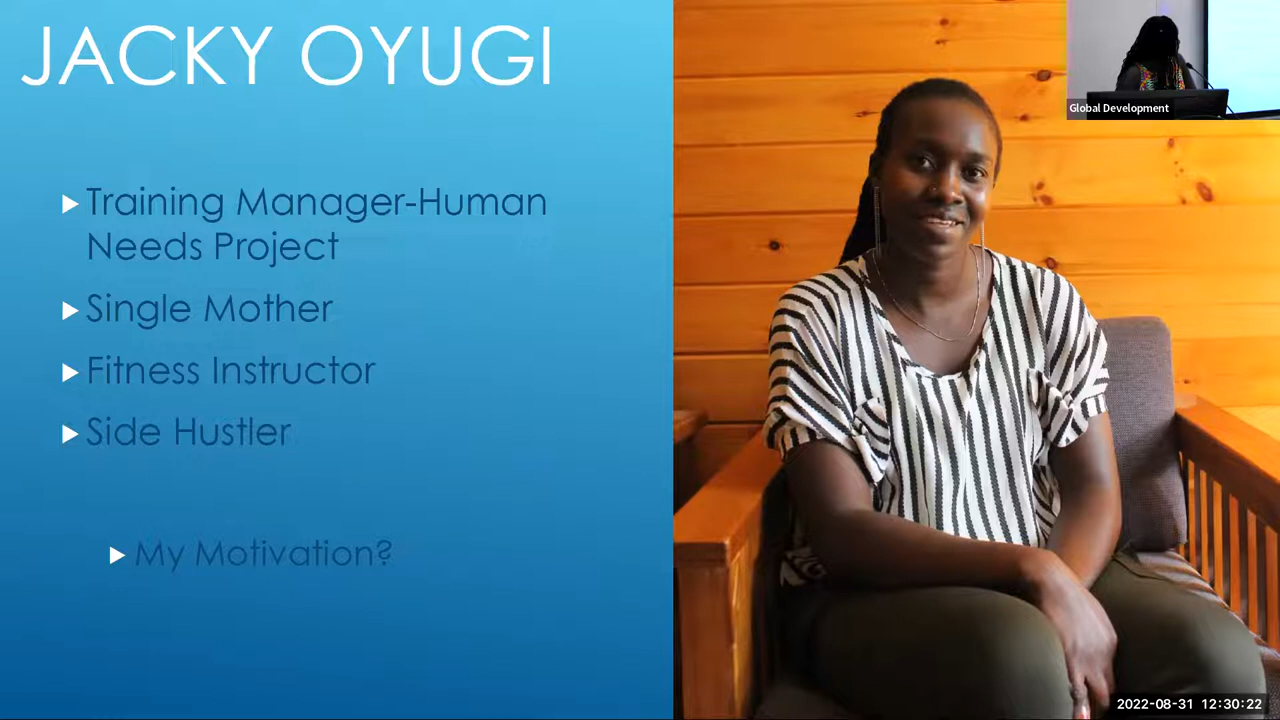 JACKY OYUGI
Training Manager-Human
Needs Project
Single Mother
Fitness Instructor
Side Hustler
My Motivation?
Global Development
2022-08-31 12:30:22